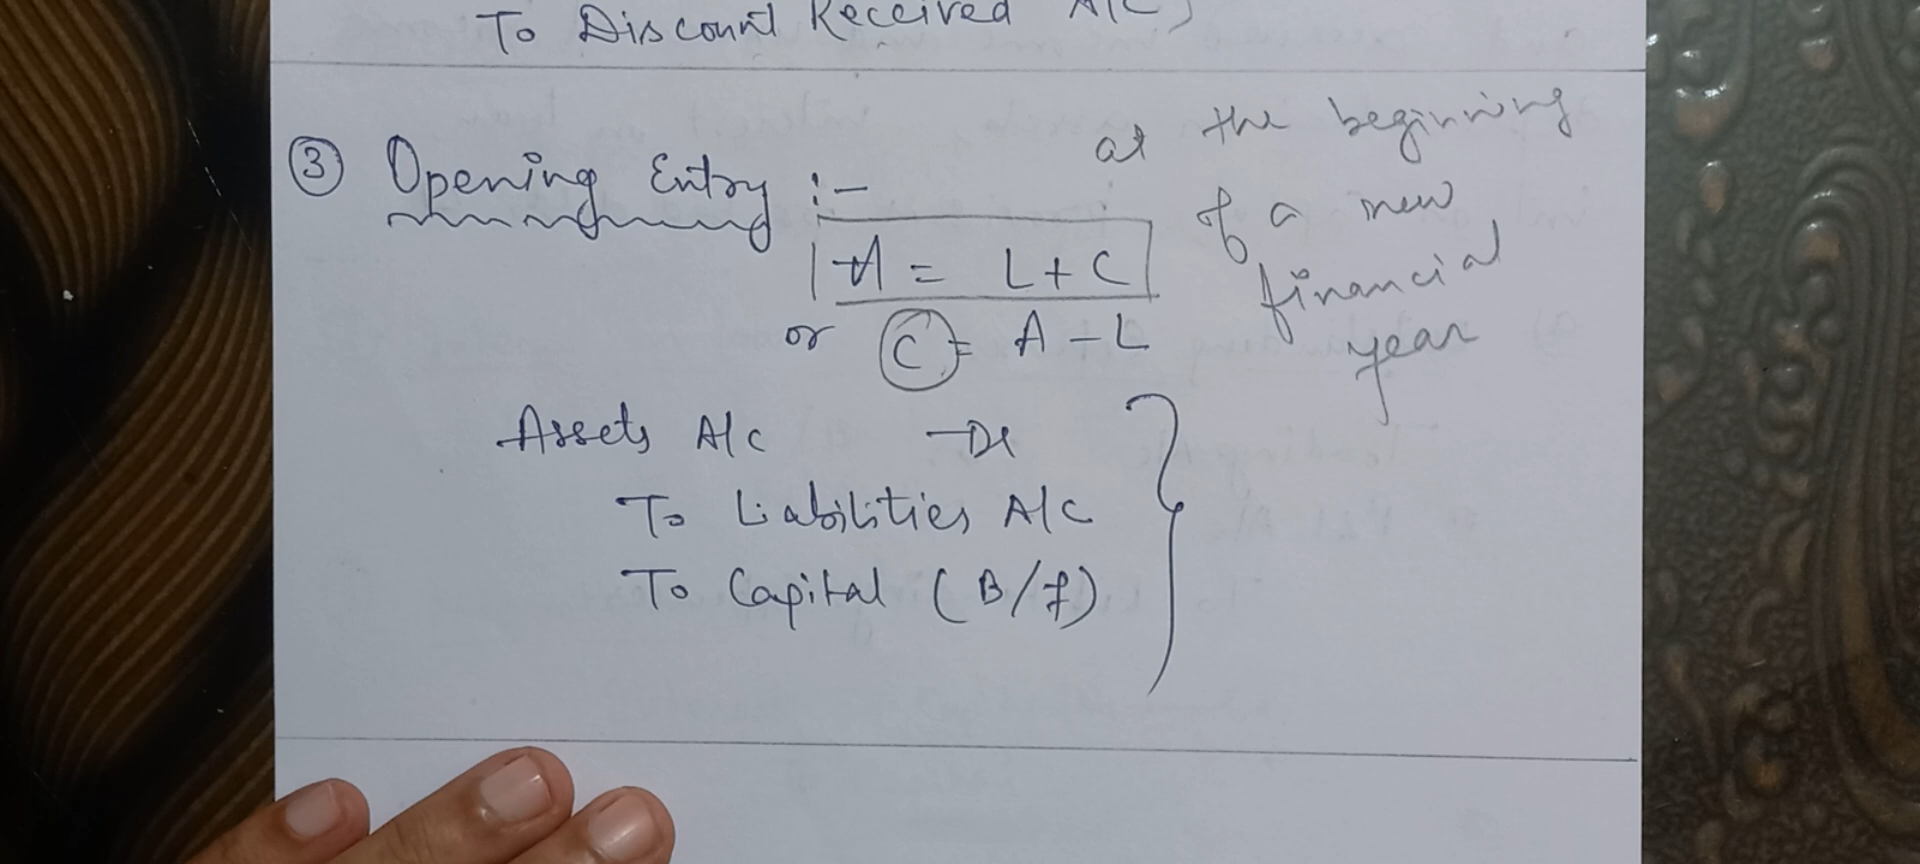 To Discount Received A/C }
③ Opening Entry :-
at the beginning
of a new
financial
year
A = L + C
or C = A - L
Assets A/c - Dr
To Liabilities A/c
To Capital (B/f)